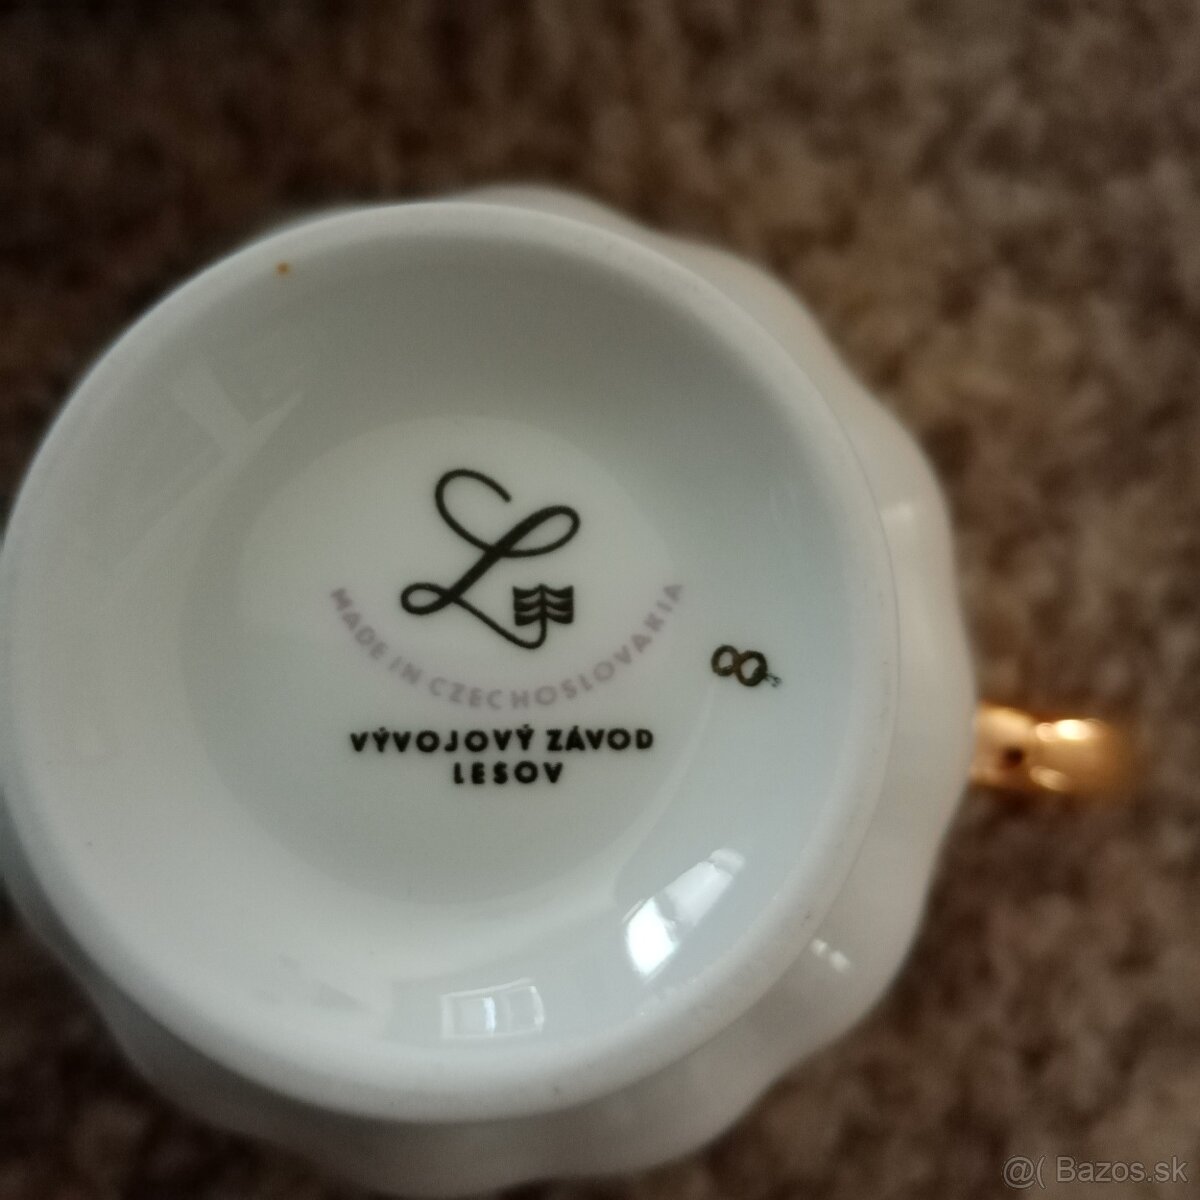 L
MADE IN CZECHOSLOVAKIA
VÝVOJOVÝ ZÁVOD
LESOV
@( Bazos.sk